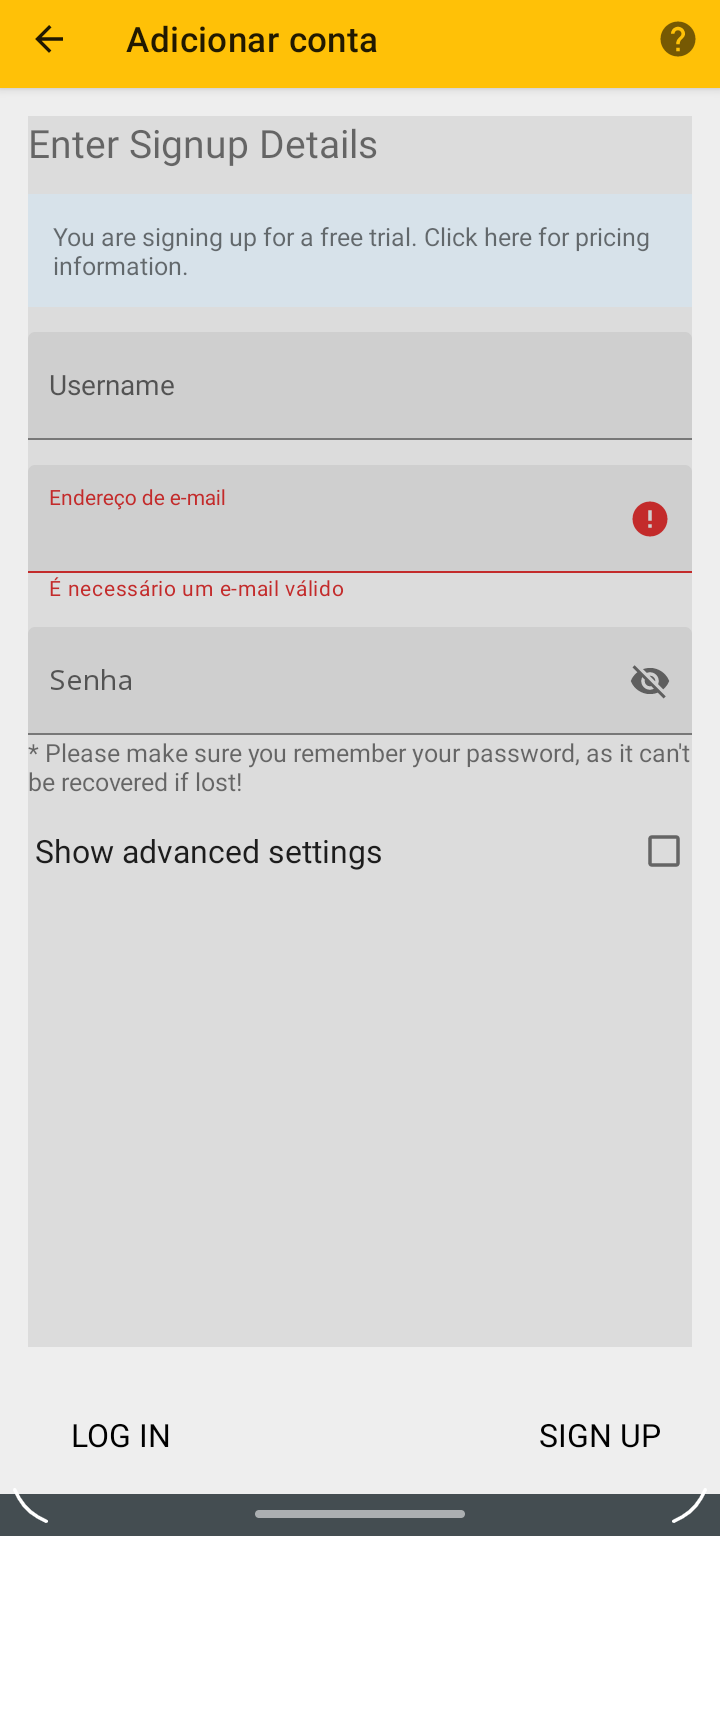 Adicionar conta
Enter Signup Details
You are signing up for a free trial. Click here for pricing
information.
Username
Endereço de e-mail
É necessário um e-mail válido
Senha
* Please make sure you remember your password, as it can't
be recovered if lost!
Show advanced settings
LOG IN
SIGN UP